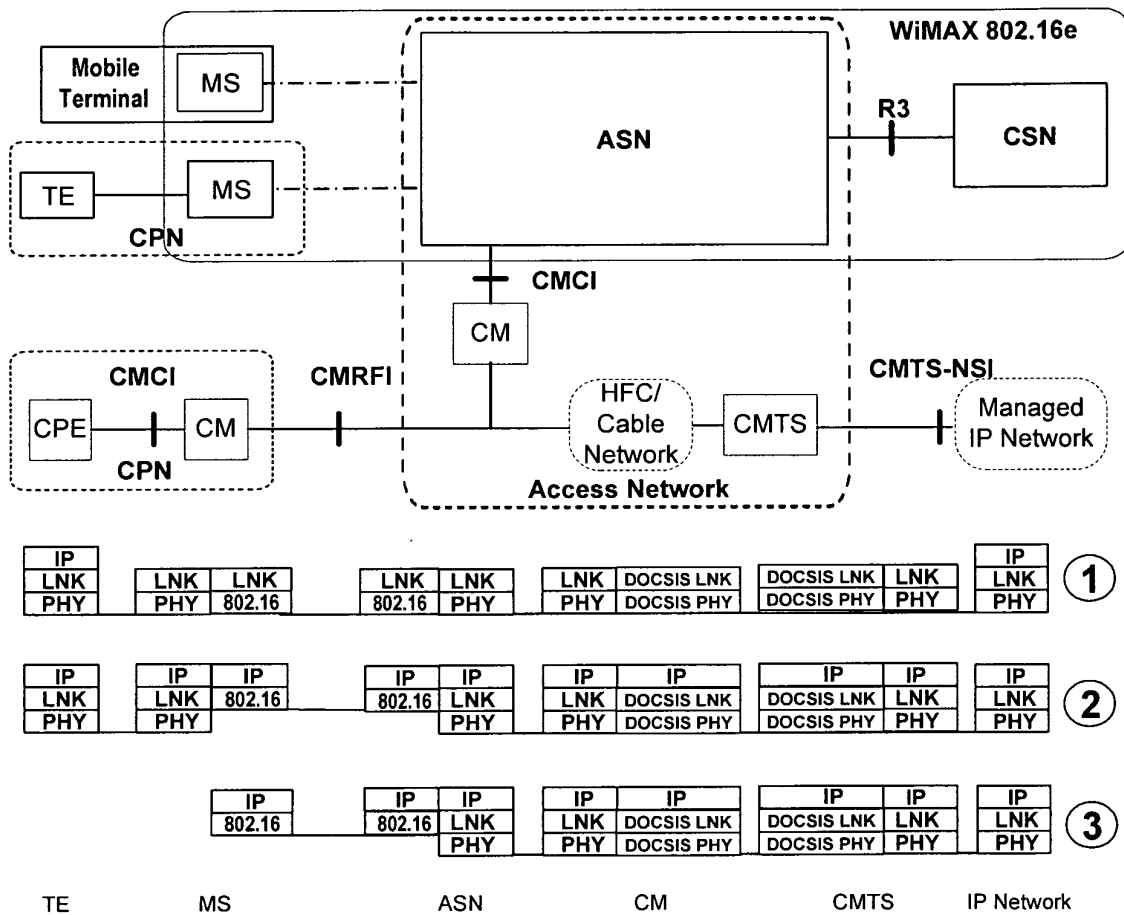 WiMAX 802.16e
Mobile
Terminal
MS
ASN
R3
CSN
TE
MS
CPN
CMCI
CM
CMCI
CMRFI
CMTS-NSI
CPE
CM
CPN
HFC/
Cable
Network
CMTS
Managed
IP Network
Access Network
IP IP
LNK LNK LNK LNK LNK LNK DOCSIS LNK DOCSIS LNK LNK LNK 1
PHY PHY 802.16 802.16 PHY PHY DOCSIS PHY DOCSIS PHY PHY PHY
IP IP IP IP IP IP IP IP IP IP
LNK LNK 802.16 802.16 LNK LNK DOCSIS LNK DOCSIS LNK LNK LNK 2
PHY PHY PHY PHY DOCSIS PHY DOCSIS PHY PHY PHY
IP IP IP IP IP IP IP IP
802.16 802.16 LNK LNK DOCSIS LNK DOCSIS LNK LNK LNK 3
PHY PHY DOCSIS PHY DOCSIS PHY PHY PHY
TE MS ASN CM CMTS IP Network